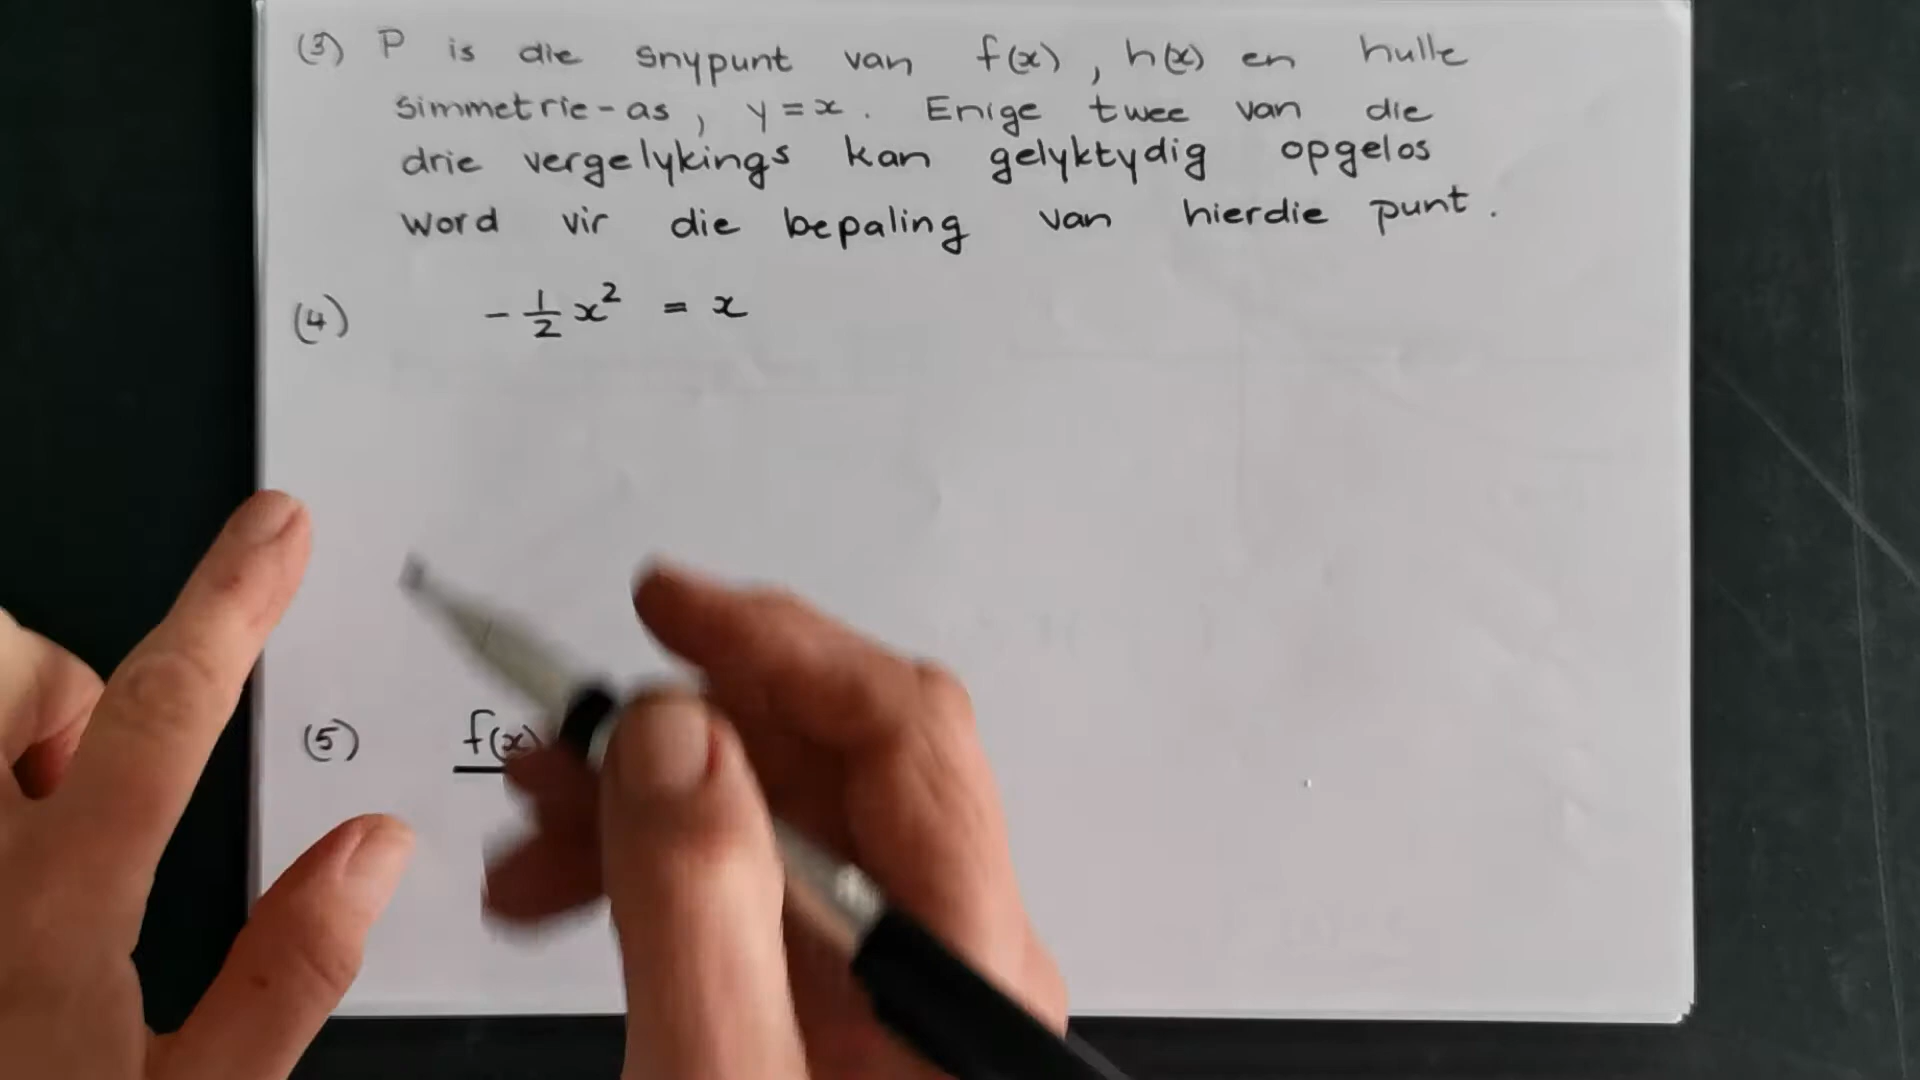 (3) P is die snypunt van f(x), h(x) en hulle
simmetrie-as, y = x. Enige twee van die
drie vergelykings kan gelyktydig opgelos
word vir die bepaling van hierdie punt.
(4) -½x² = x
(5) f(x)